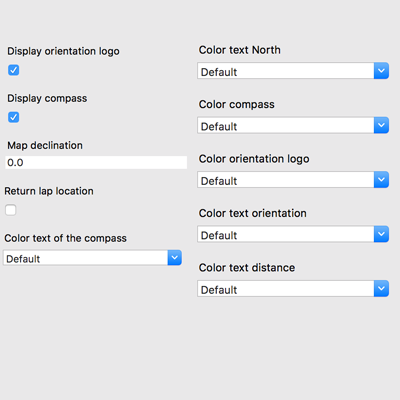 Display orientation logo
Display compass
Map declination
0.0
Return lap location
Color text of the compass
Default
Color text North
Default
Color compass
Default
Color orientation logo
Default
Color text orientation
Default
Color text distance
Default